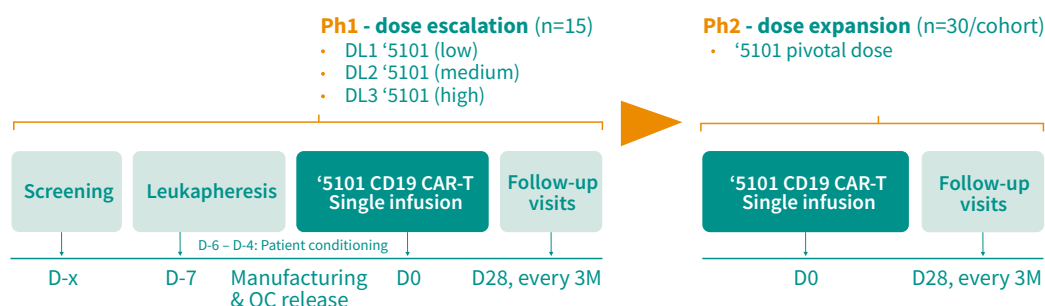 Ph1 - dose escalation (n=15)
• DL1 ‘5101 (low)
• DL2 ‘5101 (medium)
• DL3 ‘5101 (high)
Ph2 - dose expansion (n=30/cohort)
• ‘5101 pivotal dose
Screening
Leukapheresis
‘5101 CD19 CAR-T
Single infusion
Follow-up
visits
‘5101 CD19 CAR-T
Single infusion
Follow-up
visits
D-6 – D-4: Patient conditioning
D-x
D-7
Manufacturing
& QC release
D0
D28, every 3M
D0
D28, every 3M